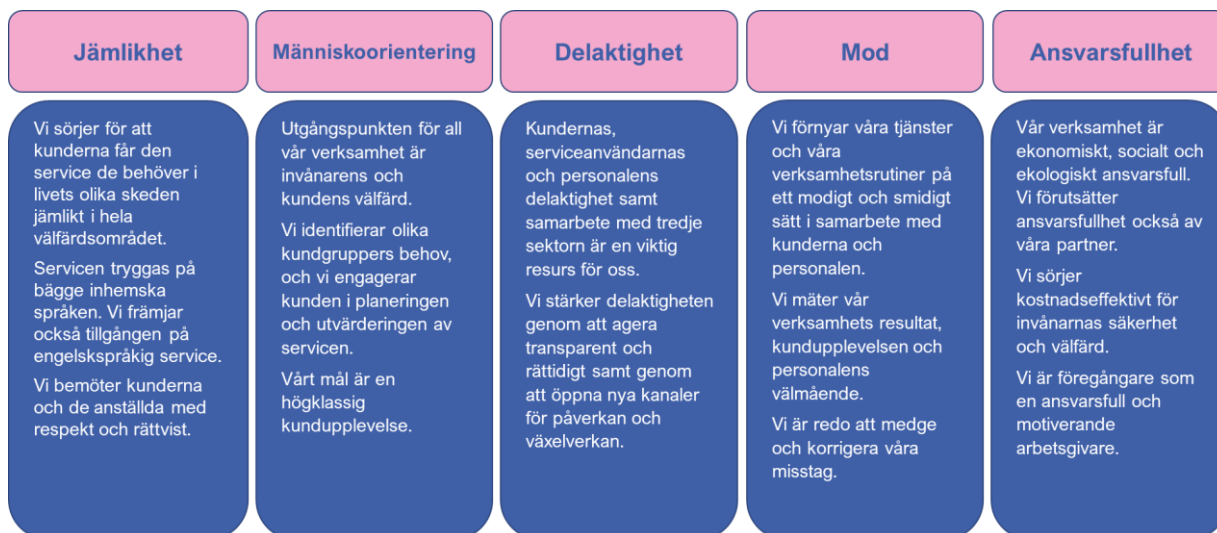 Jämlikhet
Vi sörjer för att
kunderna får den
service de behöver i
livets olika skeden
jämlikt i hela
välfärdsområdet.
Servicen tryggas på
bägge inhemska
språken. Vi främjar
också tillgången på
engelskspråkig service.
Vi bemöter kunderna
och de anställda med
respekt och rättvist.
Människoorientering
Utgångspunkten för all
vår verksamhet är
invånarens och
kundens välfärd.
Vi identifierar olika
kundgruppers behov,
och vi engagerar
kunden i planeringen
och utvärderingen av
servicen.
Vårt mål är en
högklassig
kundupplevelse.
Delaktighet
Kundernas,
serviceanvändarnas
och personalens
delaktighet samt
samarbete med tredje
sektorn är en viktig
resurs för oss.
Vi stärker delaktigheten
genom att agera
transparent och
rättidigt samt genom
att öppna nya kanaler
för påverkan och
växelverkan.
Mod
Vi förnyar våra tjänster
och våra
verksamhetsrutiner på
ett modigt och smidigt
sätt i samarbete med
kunderna och
personalen.
Vi mäter vår
verksamhets resultat,
kundupplevelsen och
personalens
välmående.
Vi är redo att medge
och korrigera våra
misstag.
Ansvarsfullhet
Vår verksamhet är
ekonomiskt, socialt och
ekologiskt ansvarsfull.
Vi förutsätter
ansvarsfullhet också av
våra partner.
Vi sörjer
kostnadseffektivt för
invånarnas säkerhet
och välfärd.
Vi är föregångare som
en ansvarsfull och
motiverande
arbetsgivare.